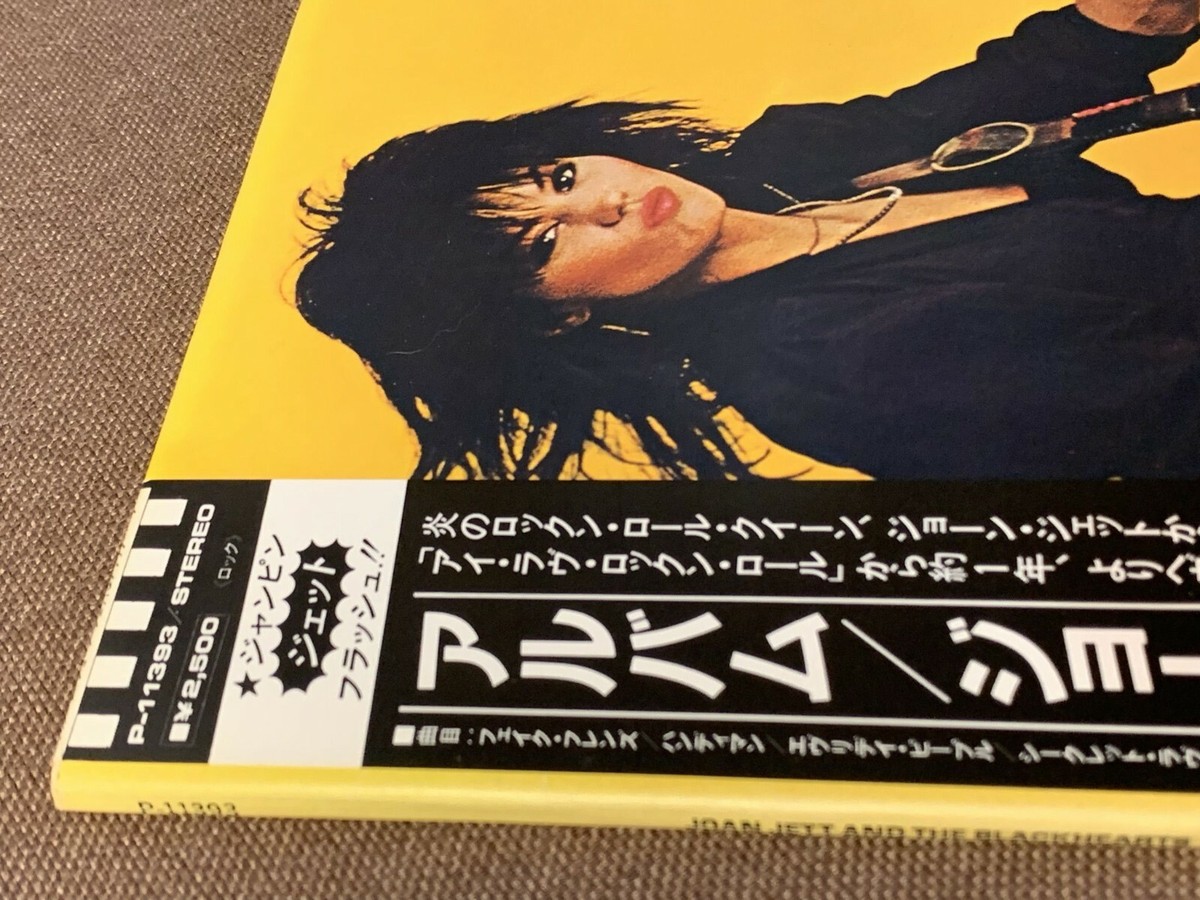 P-11393/STEREO
■¥2,500 〈ロック〉
★ジャンピン
ジェット
フラッシュ!!
炎のロックン・ロール・クイーン、ジョーン・ジェットが
「アイ・ラヴ・ロックン・ロール」から約1年、より
アルバム/ジョー
■曲目:フェイク・フレンズ/ハンディマン/エヴリデイ・ピープル/シークレット・ラヴ
P-11393
JOAN JETT AND THE BLACKHEARTS